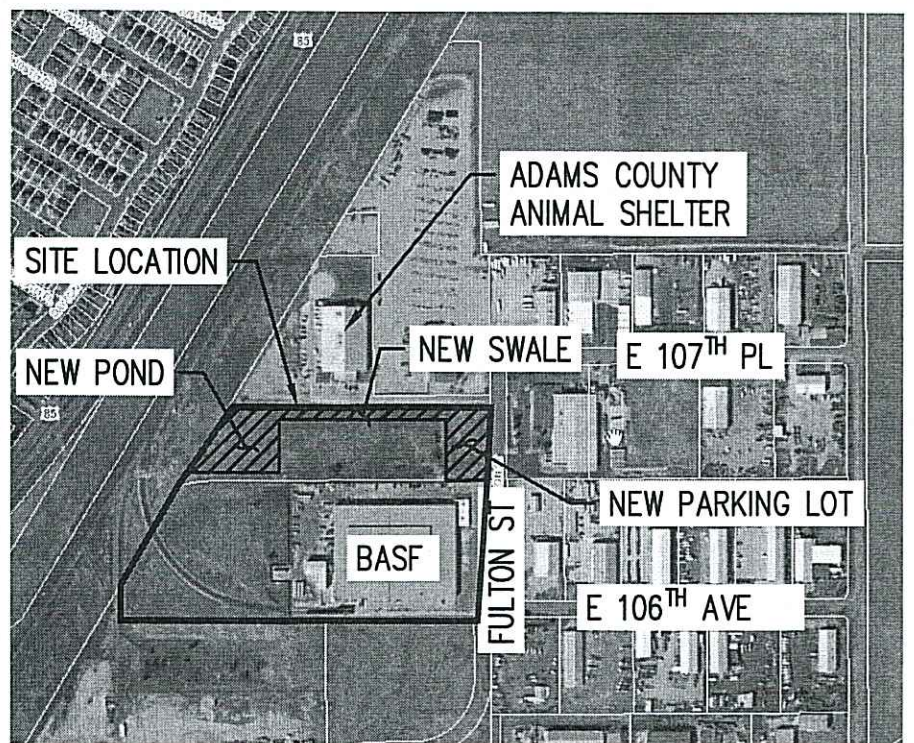 85
ADAMS COUNTY
ANIMAL SHELTER
SITE LOCATION
NEW SWALE
E 107TH PL
NEW POND
85
NEW PARKING LOT
BASF
FULTON ST
E 106TH AVE